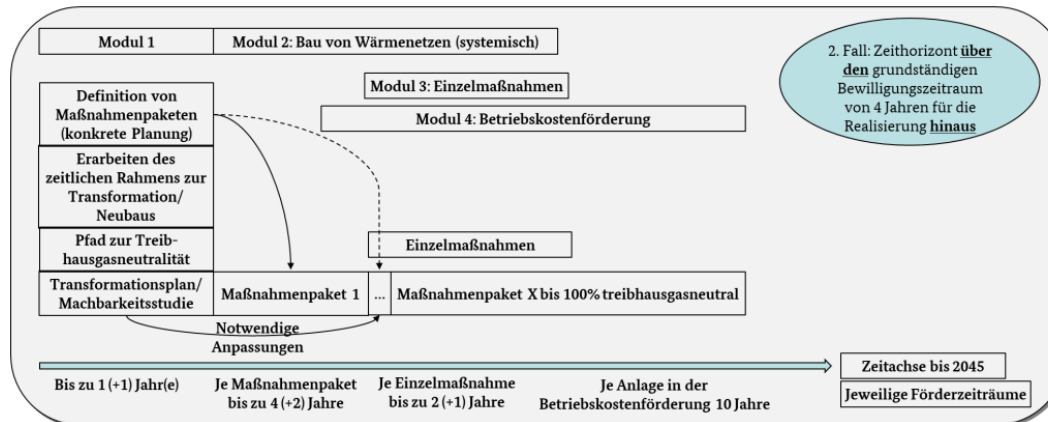 Modul 1
Modul 2: Bau von Wärmenetzen (systemisch)
2. Fall: Zeithorizont über
den grundständigen
Bewilligungszeitraum
von 4 Jahren für die
Realisierung hinaus
Modul 3: Einzelmaßnahmen
Modul 4: Betriebskostenförderung
Definition von
Maßnahmenpaketen
(konkrete Planung)
Erarbeiten des
zeitlichen Rahmens zur
Transformation/
Neubaus
Pfad zur Treib-
hausgasneutralität
Einzelmaßnahmen
Transformationsplan/
Machbarkeitsstudie
Maßnahmenpaket 1
...
Maßnahmenpaket X bis 100% treibhausgasneutral
Notwendige
Anpassungen
Zeitachse bis 2045
Bis zu 1 (+1) Jahr(e)
Je Maßnahmenpaket
bis zu 4 (+2) Jahre
Je Einzelmaßnahme
bis zu 2 (+1) Jahre
Je Anlage in der
Betriebskostenförderung 10 Jahre
Jeweilige Förderzeiträume